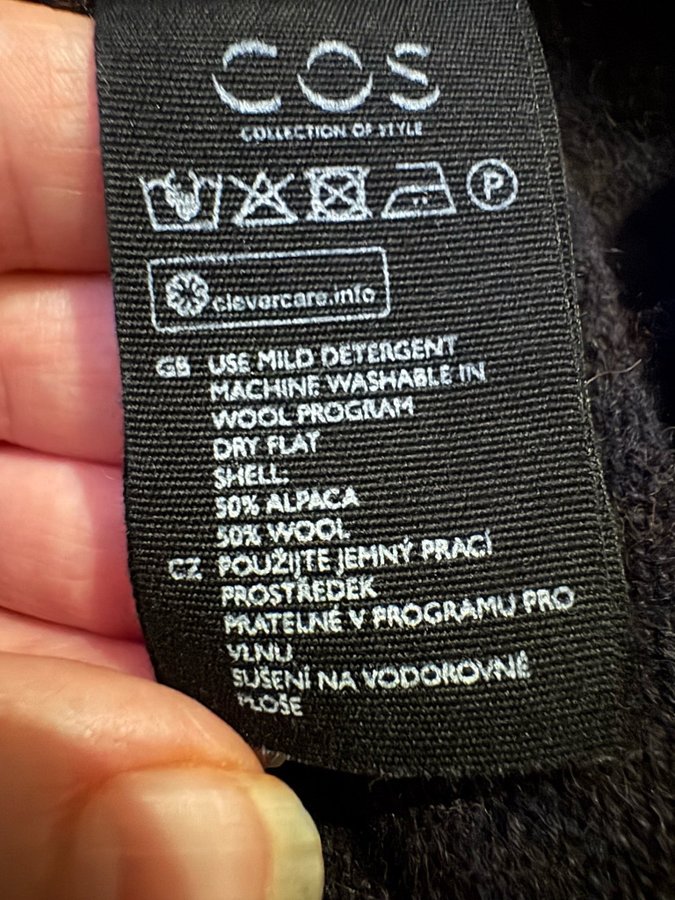 COS
COLLECTION OF STYLE
P
clevercare.info
GB USE MILD DETERGENT
MACHINE WASHABLE IN
WOOL PROGRAM
DRY FLAT
SHELL:
50% ALPACA
50% WOOL
CZ POUŽIJTE JEMNÝ PRACÍ
PROSTŘEDEK
PRATELNÉ V PROGRAMU PRO
VLNU
SUŠENÍ NA VODOROVNÉ
PLOŠE